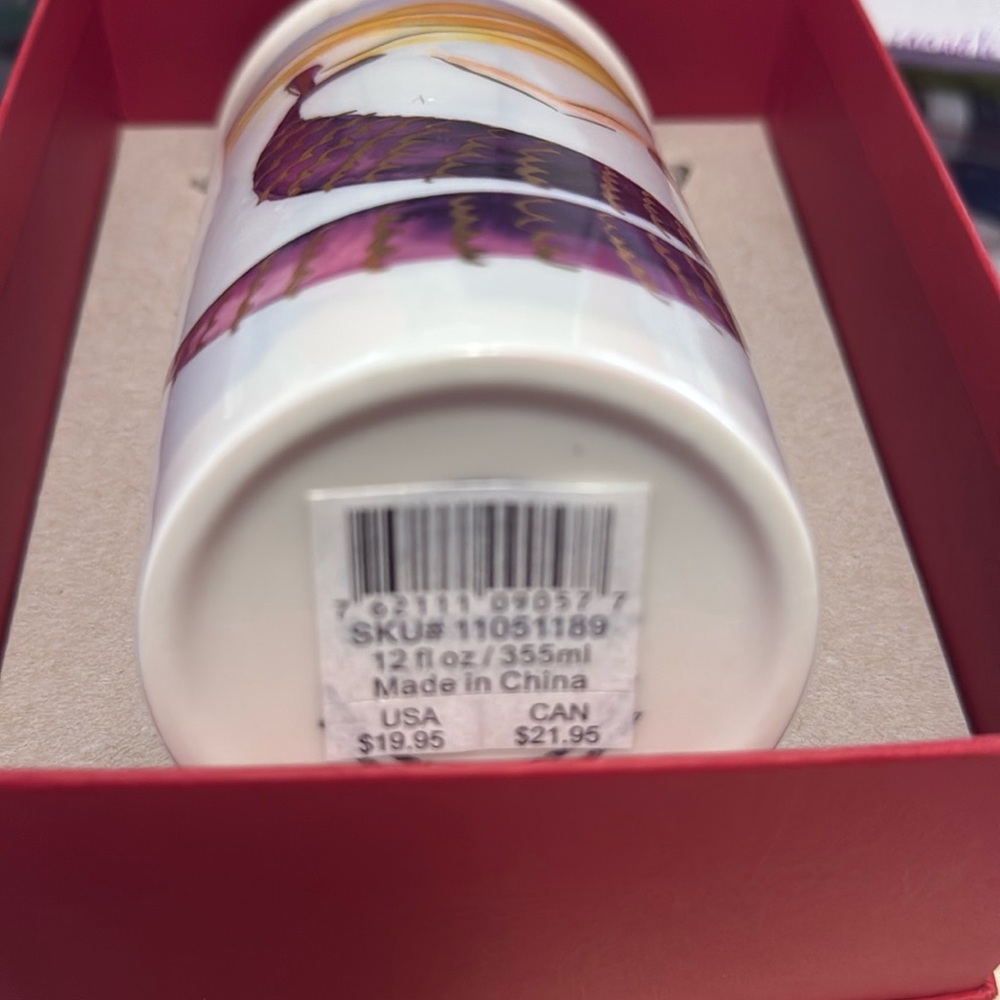 7 62111 09057 7
SKU# 11051189
12 fl oz / 355ml
Made in China
USA CAN
$19.95 $21.95